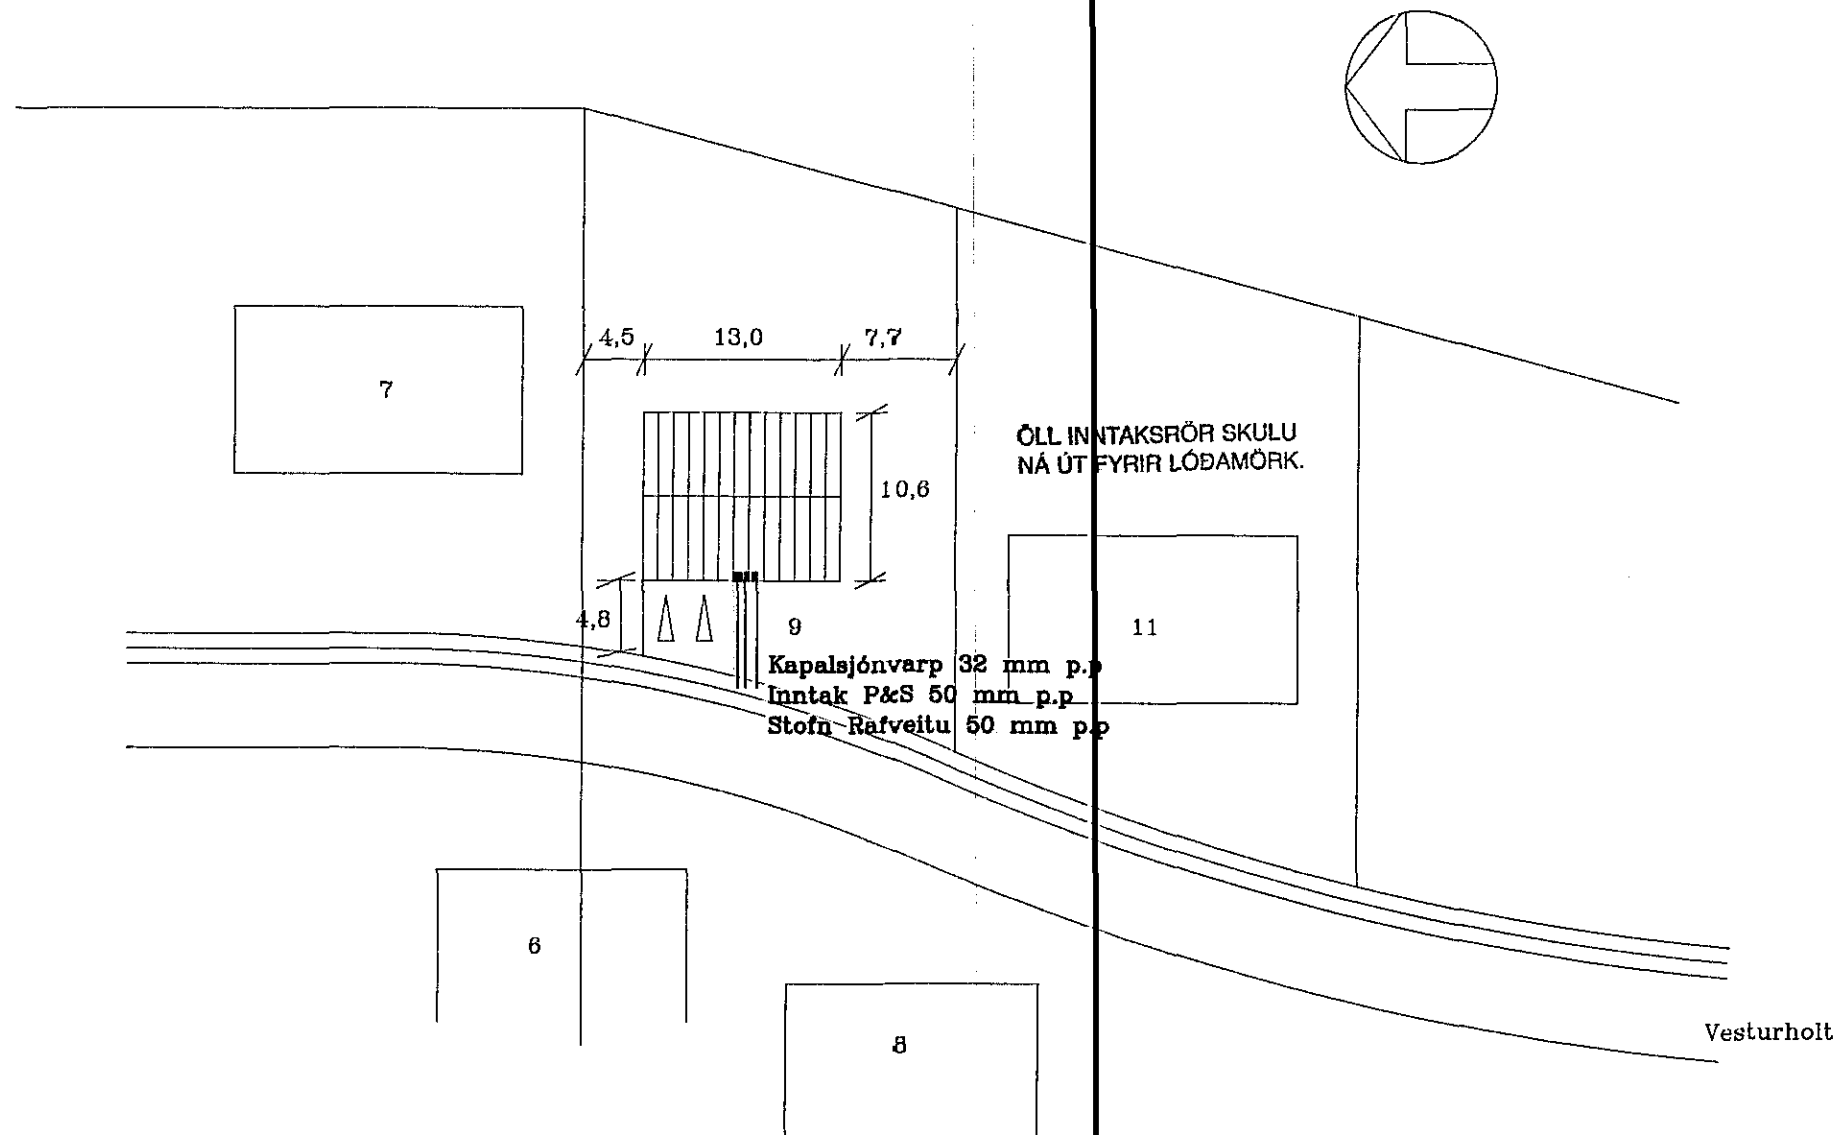 4,5 13,0 7,7
7
ÖLL INNTAKSRÖR SKULU
NÁ ÚT FYRIR LÓÐAMÖRK.
10,6
4,8
9
11
Kapalsjónvarp 32 mm p.p
Inntak P&S 50 mm p.p
Stofn Rafveitu 50 mm p.p
6
8
Vesturholt